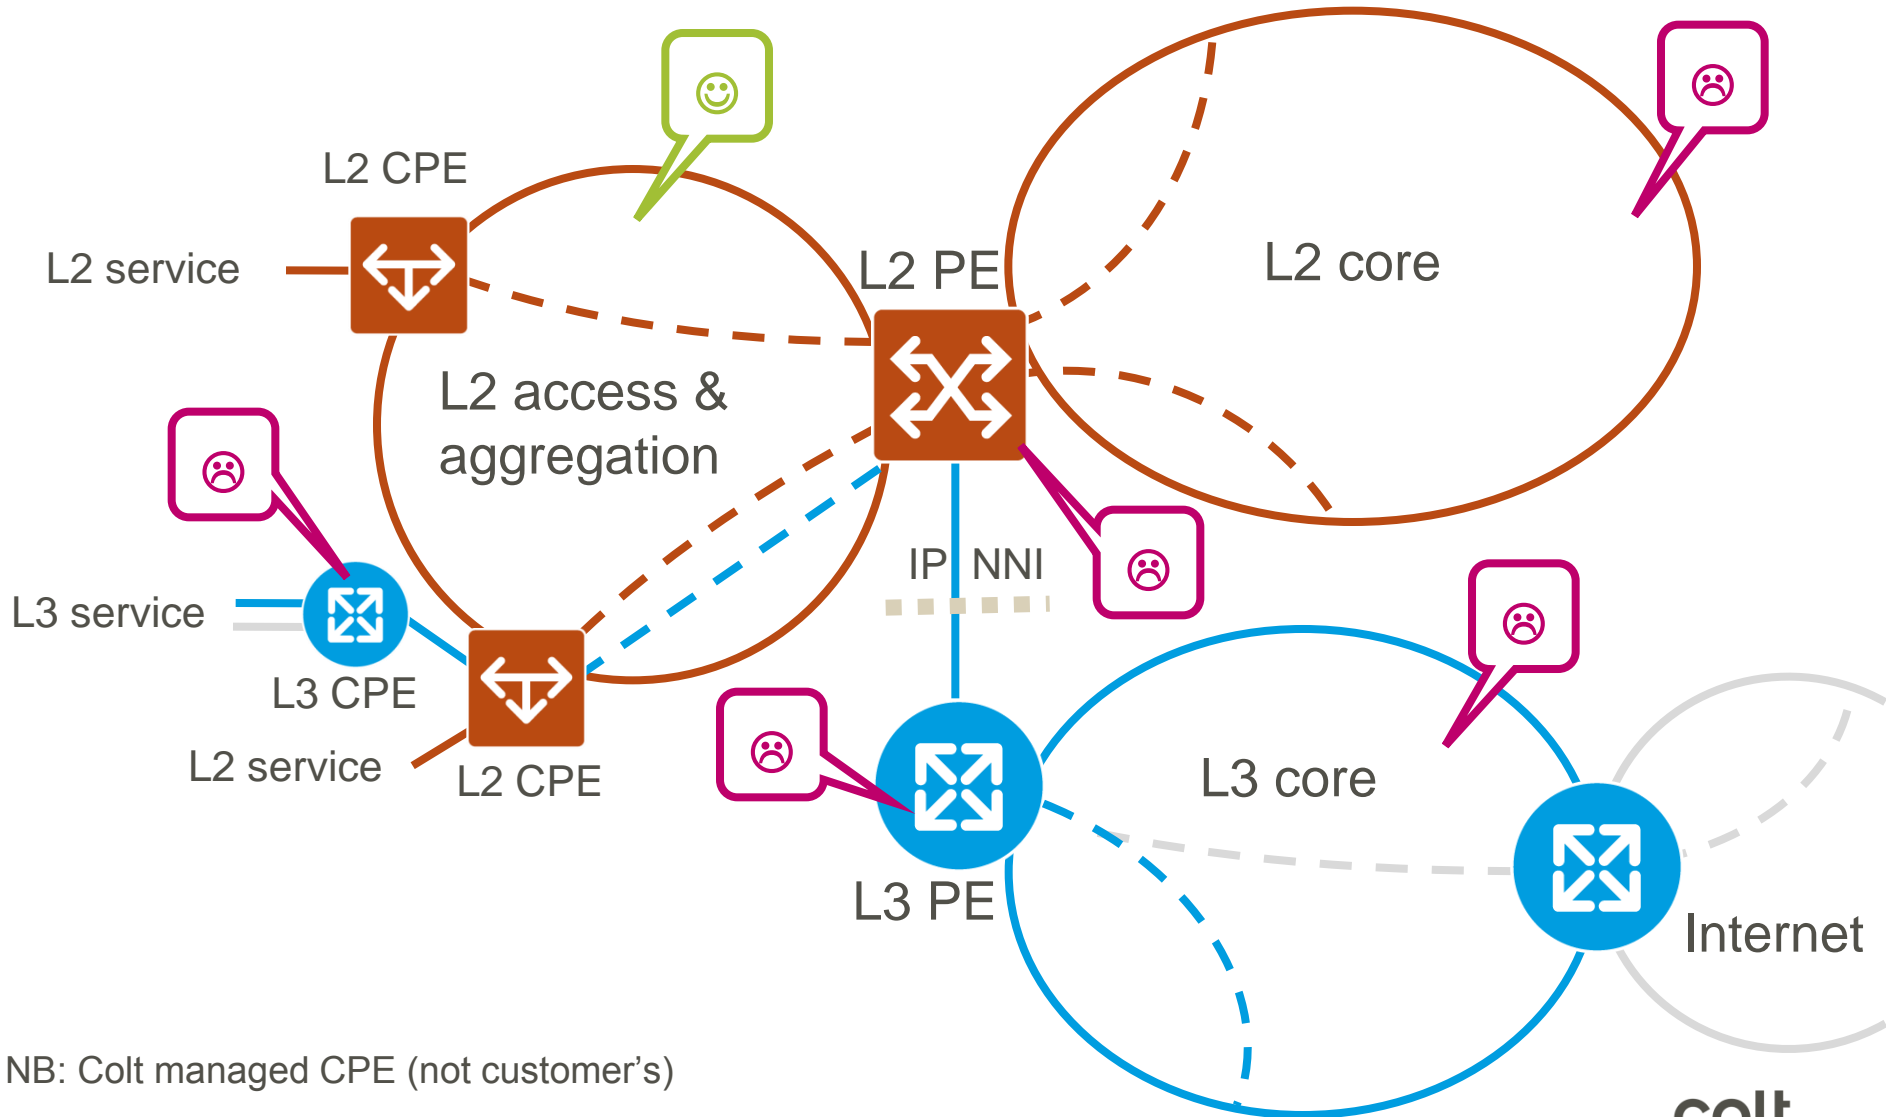 L2 CPE
L2 service
L2 PE
L2 core
L2 access &
aggregation
IP NNI
L3 service
L3 CPE
L2 service
L2 CPE
L3 core
L3 PE
Internet
NB: Colt managed CPE (not customer's)
colt